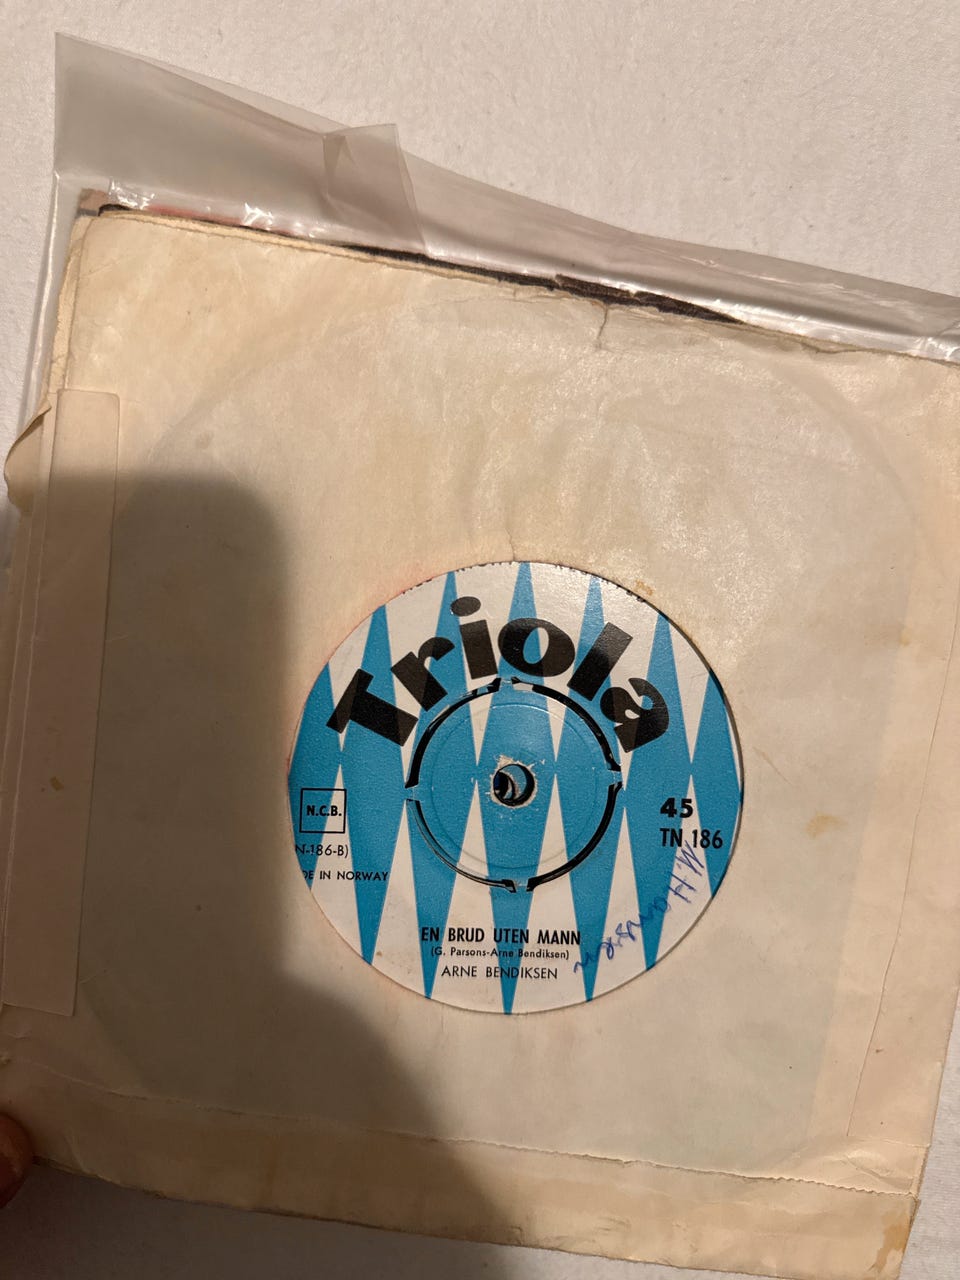 Triola
N.C.B.
N-186-B)
DE IN NORWAY
45
TN 186
EN BRUD UTEN MANN
(G. Parsons-Arne Bendiksen)
ARNE BENDIKSEN